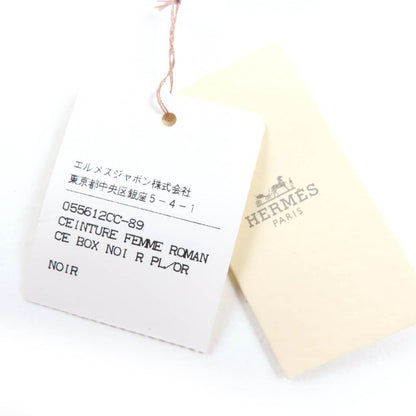 エルメスジャポン株式会社
東京都中央区銀座5-4-1
055612CC-89
CEINTURE FEMME ROMAN
CE BOX NOI R PL/OR
NOIR
HERMÈS
PARIS